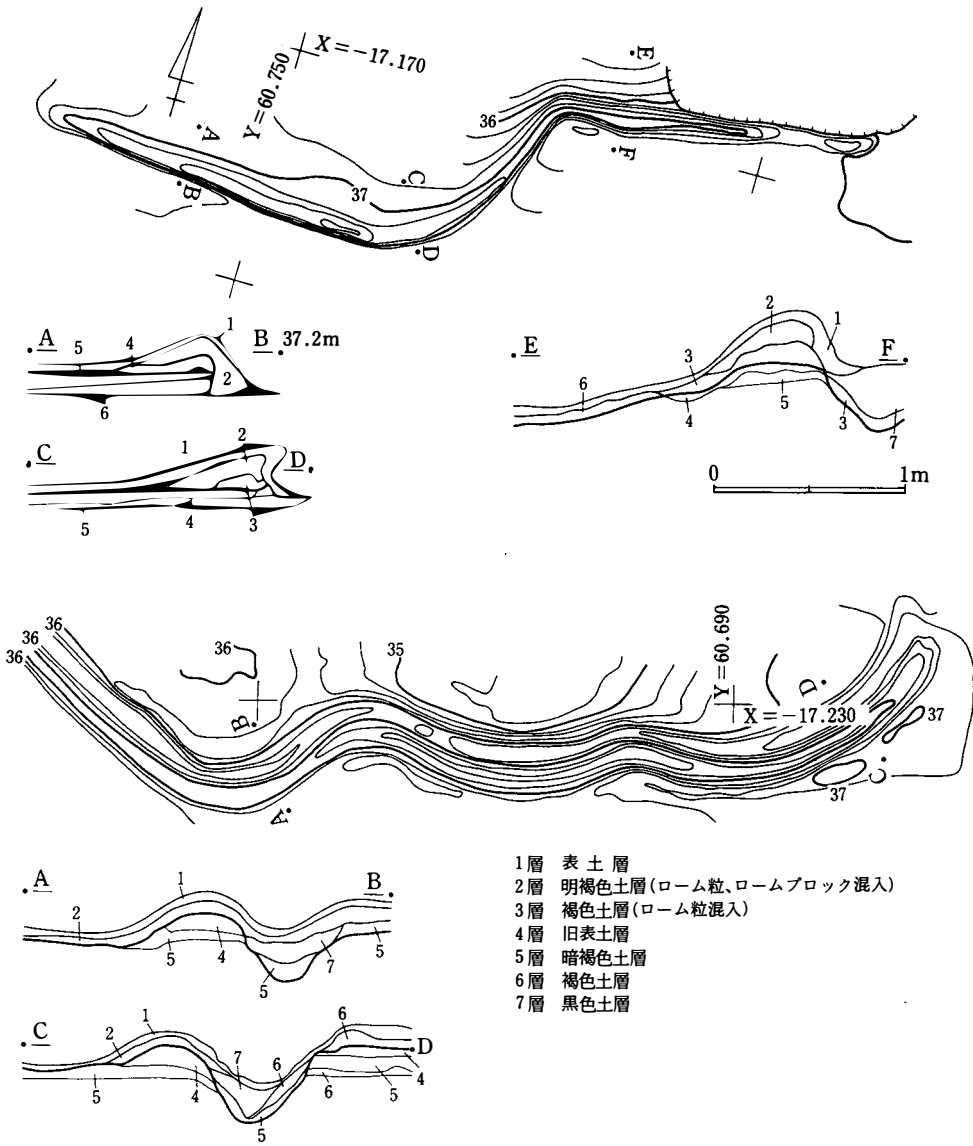 E
X=−17.170
Y=60.750
36
A
F
C
37
B
D
A 5 4 1 B 37.2m
2
6
C 1 2 D
5 4 3
2 1
E 3 F
6 4 5 3 7
0 1m
36
36 36
36
35
Y=60.690
D
B
X=−17.230
37
C
37
A
A 1 B
2 5 4 5 7 5
C 2 1 6 D
7 6
5 4 5 6 5 4
1層 表土層
2層 明褐色土層(ローム粒、ロームブロック混入)
3層 褐色土層(ローム粒混入)
4層 旧表土層
5層 暗褐色土層
6層 褐色土層
7層 黒色土層